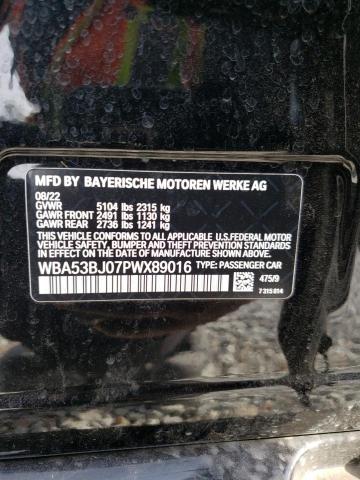 MFD BY BAYERISCHE MOTOREN WERKE AG
08/22
GVWR 5104 lbs 2315 kg
GAWR FRONT 2491 lbs 1130 kg
GAWR REAR 2736 lbs 1241 kg
THIS VEHICLE CONFORMS TO ALL APPLICABLE
U.S. FEDERAL MOTOR
VEHICLE SAFETY, BUMPER, AND THEFT PREVENTION
STANDARDS IN EFFECT ON THE DATE OF
MANUFACTURE SHOWN ABOVE.
WBA53BJ07PWX89016 TYPE: PASSENGER CAR
475/9
7 315 814